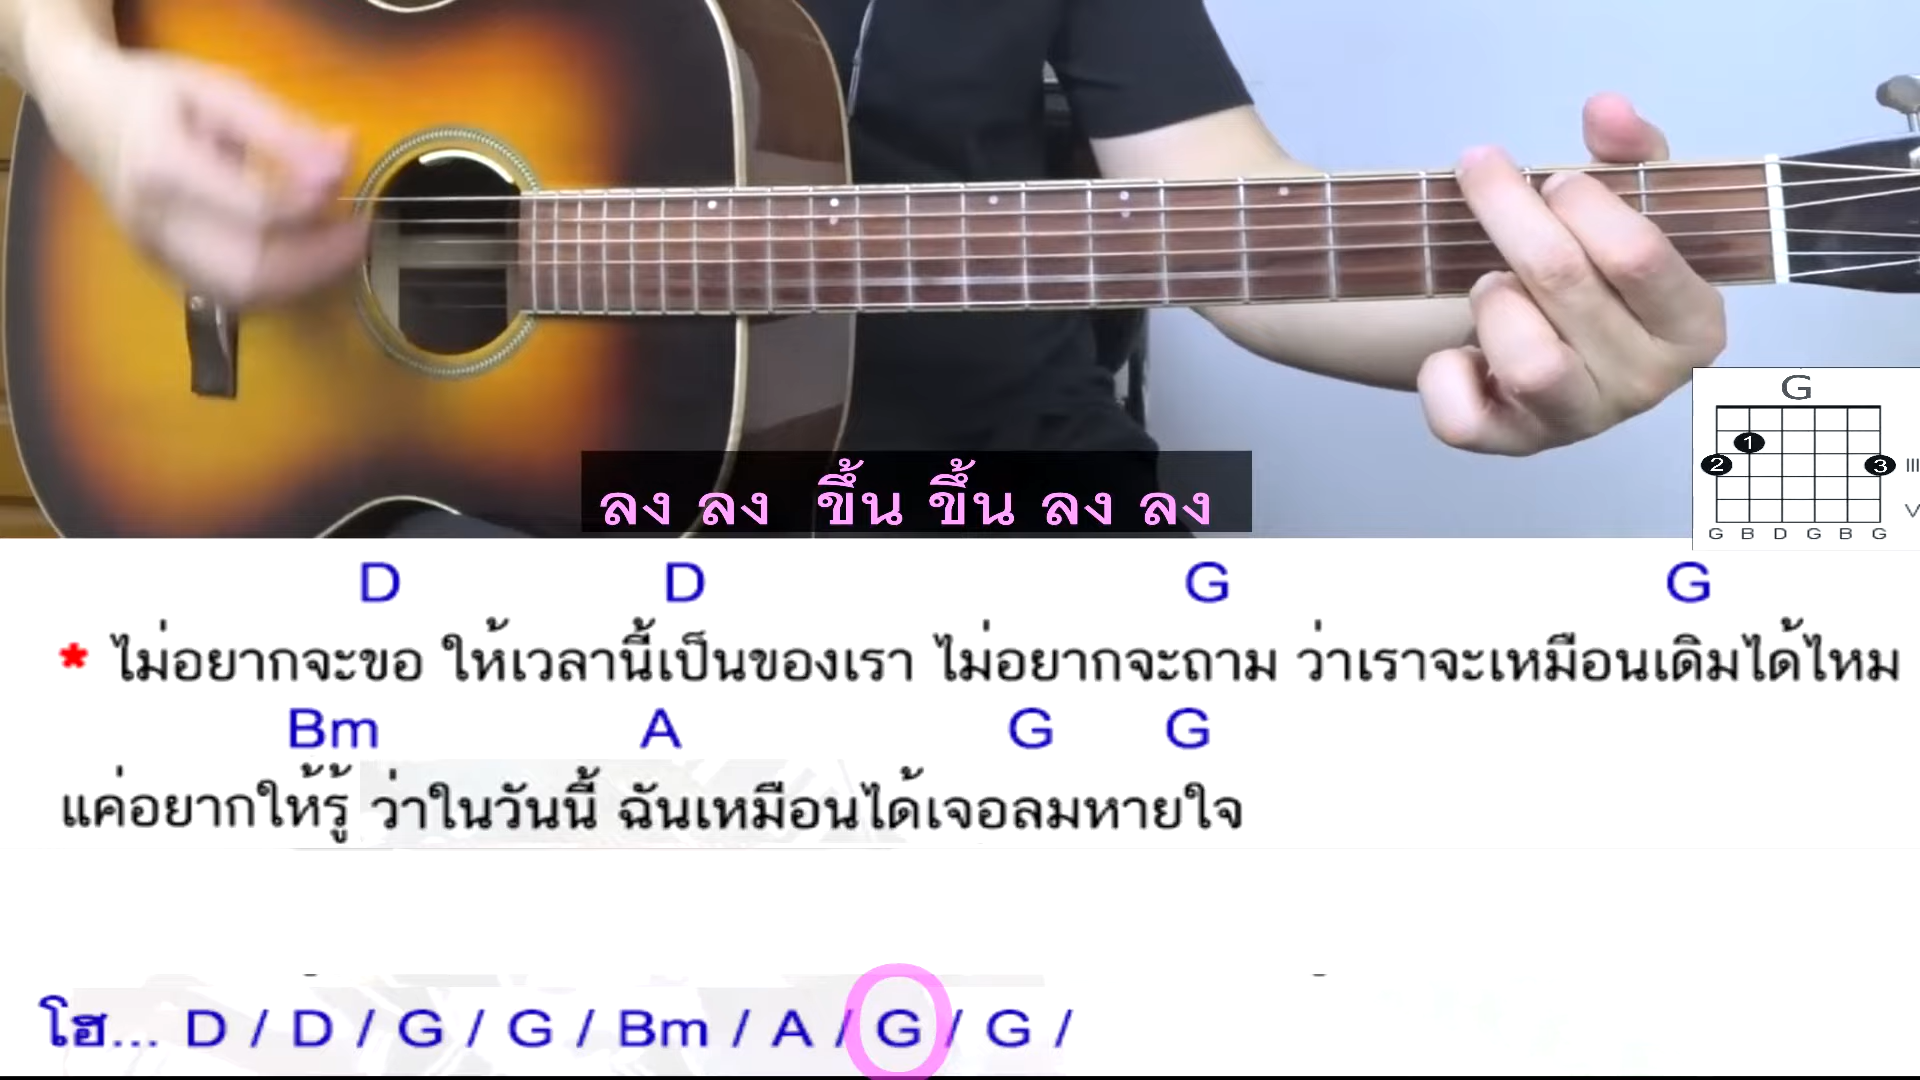 G
1
2 3 III
V
G B D G B G
ลง ลง ขึ้น ขึ้น ลง ลง
D D G G
* ไม่อยากจะขอ ให้เวลานี้เป็นของเรา ไม่อยากจะถาม ว่าเราจะเหมือนเดิมได้ไหม
Bm A G G
แค่อยากให้รู้ ว่าในวันนี้ ฉันเหมือนได้เจอลมหายใจ
โฮ... D / D / G / G / Bm / A / G / G /